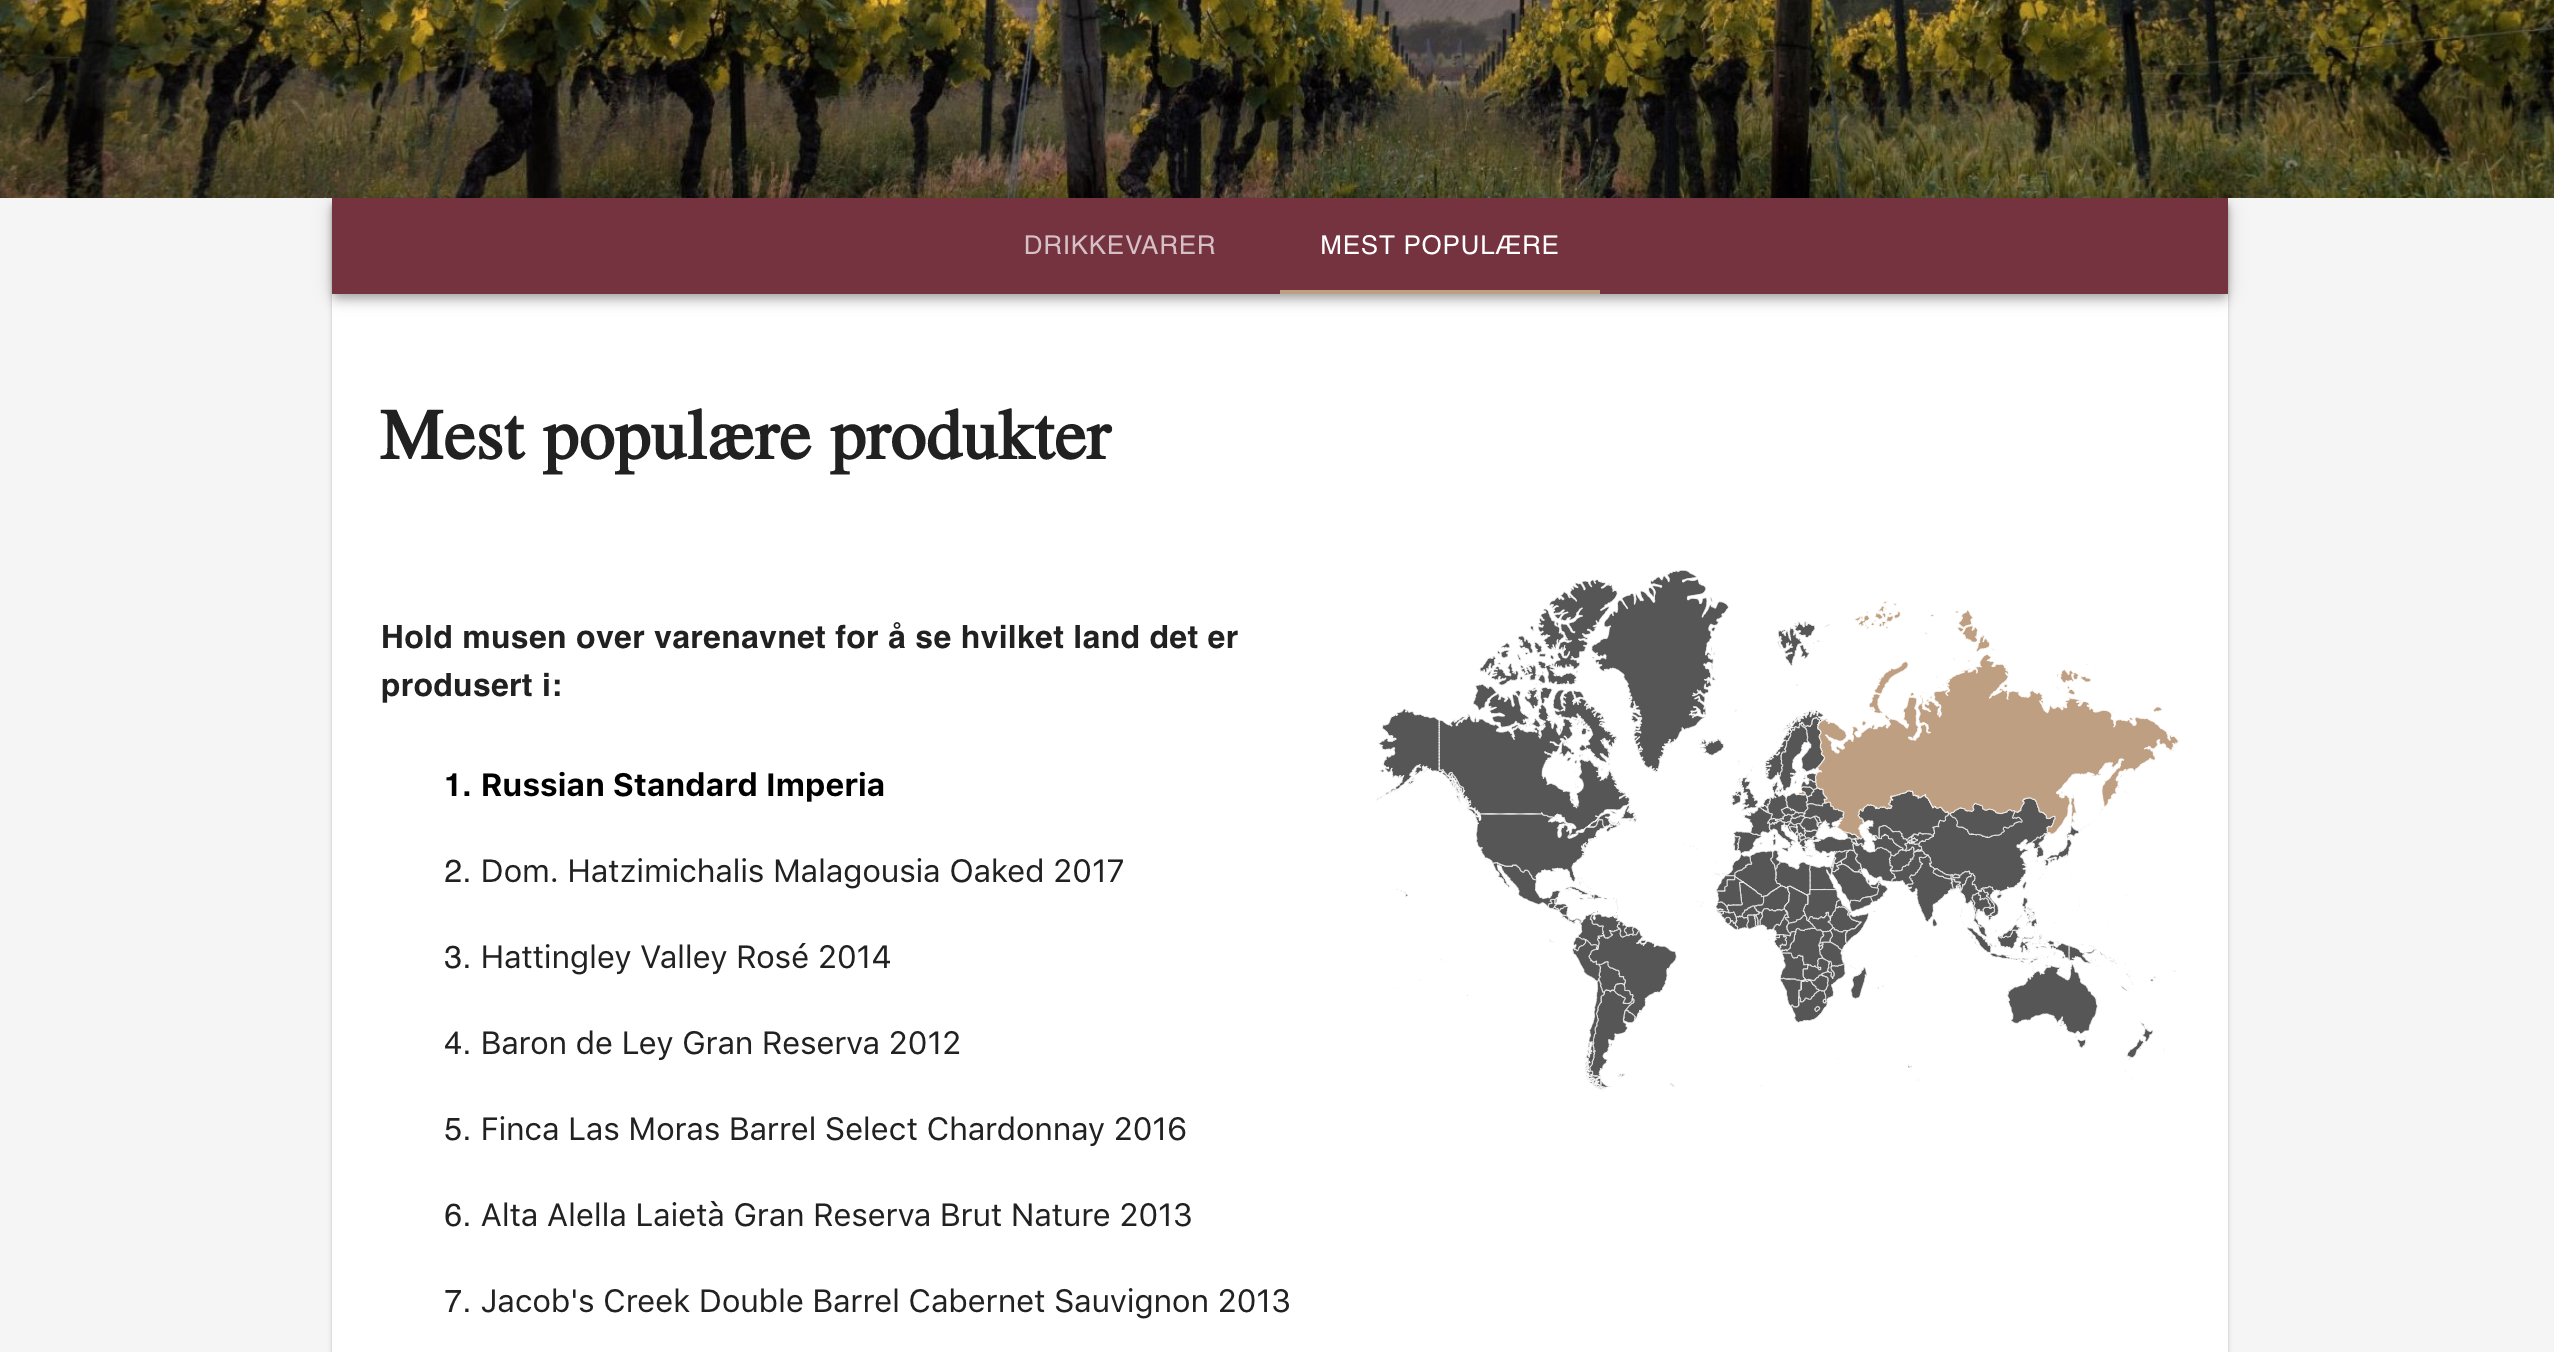 DRIKKEVARER MEST POPULÆRE
Mest populære produkter
Hold musen over varenavnet for å se hvilket land det er
produsert i:
1. Russian Standard Imperia
2. Dom. Hatzimichalis Malagousia Oaked 2017
3. Hattingley Valley Rosé 2014
4. Baron de Ley Gran Reserva 2012
5. Finca Las Moras Barrel Select Chardonnay 2016
6. Alta Alella Laietà Gran Reserva Brut Nature 2013
7. Jacob's Creek Double Barrel Cabernet Sauvignon 2013